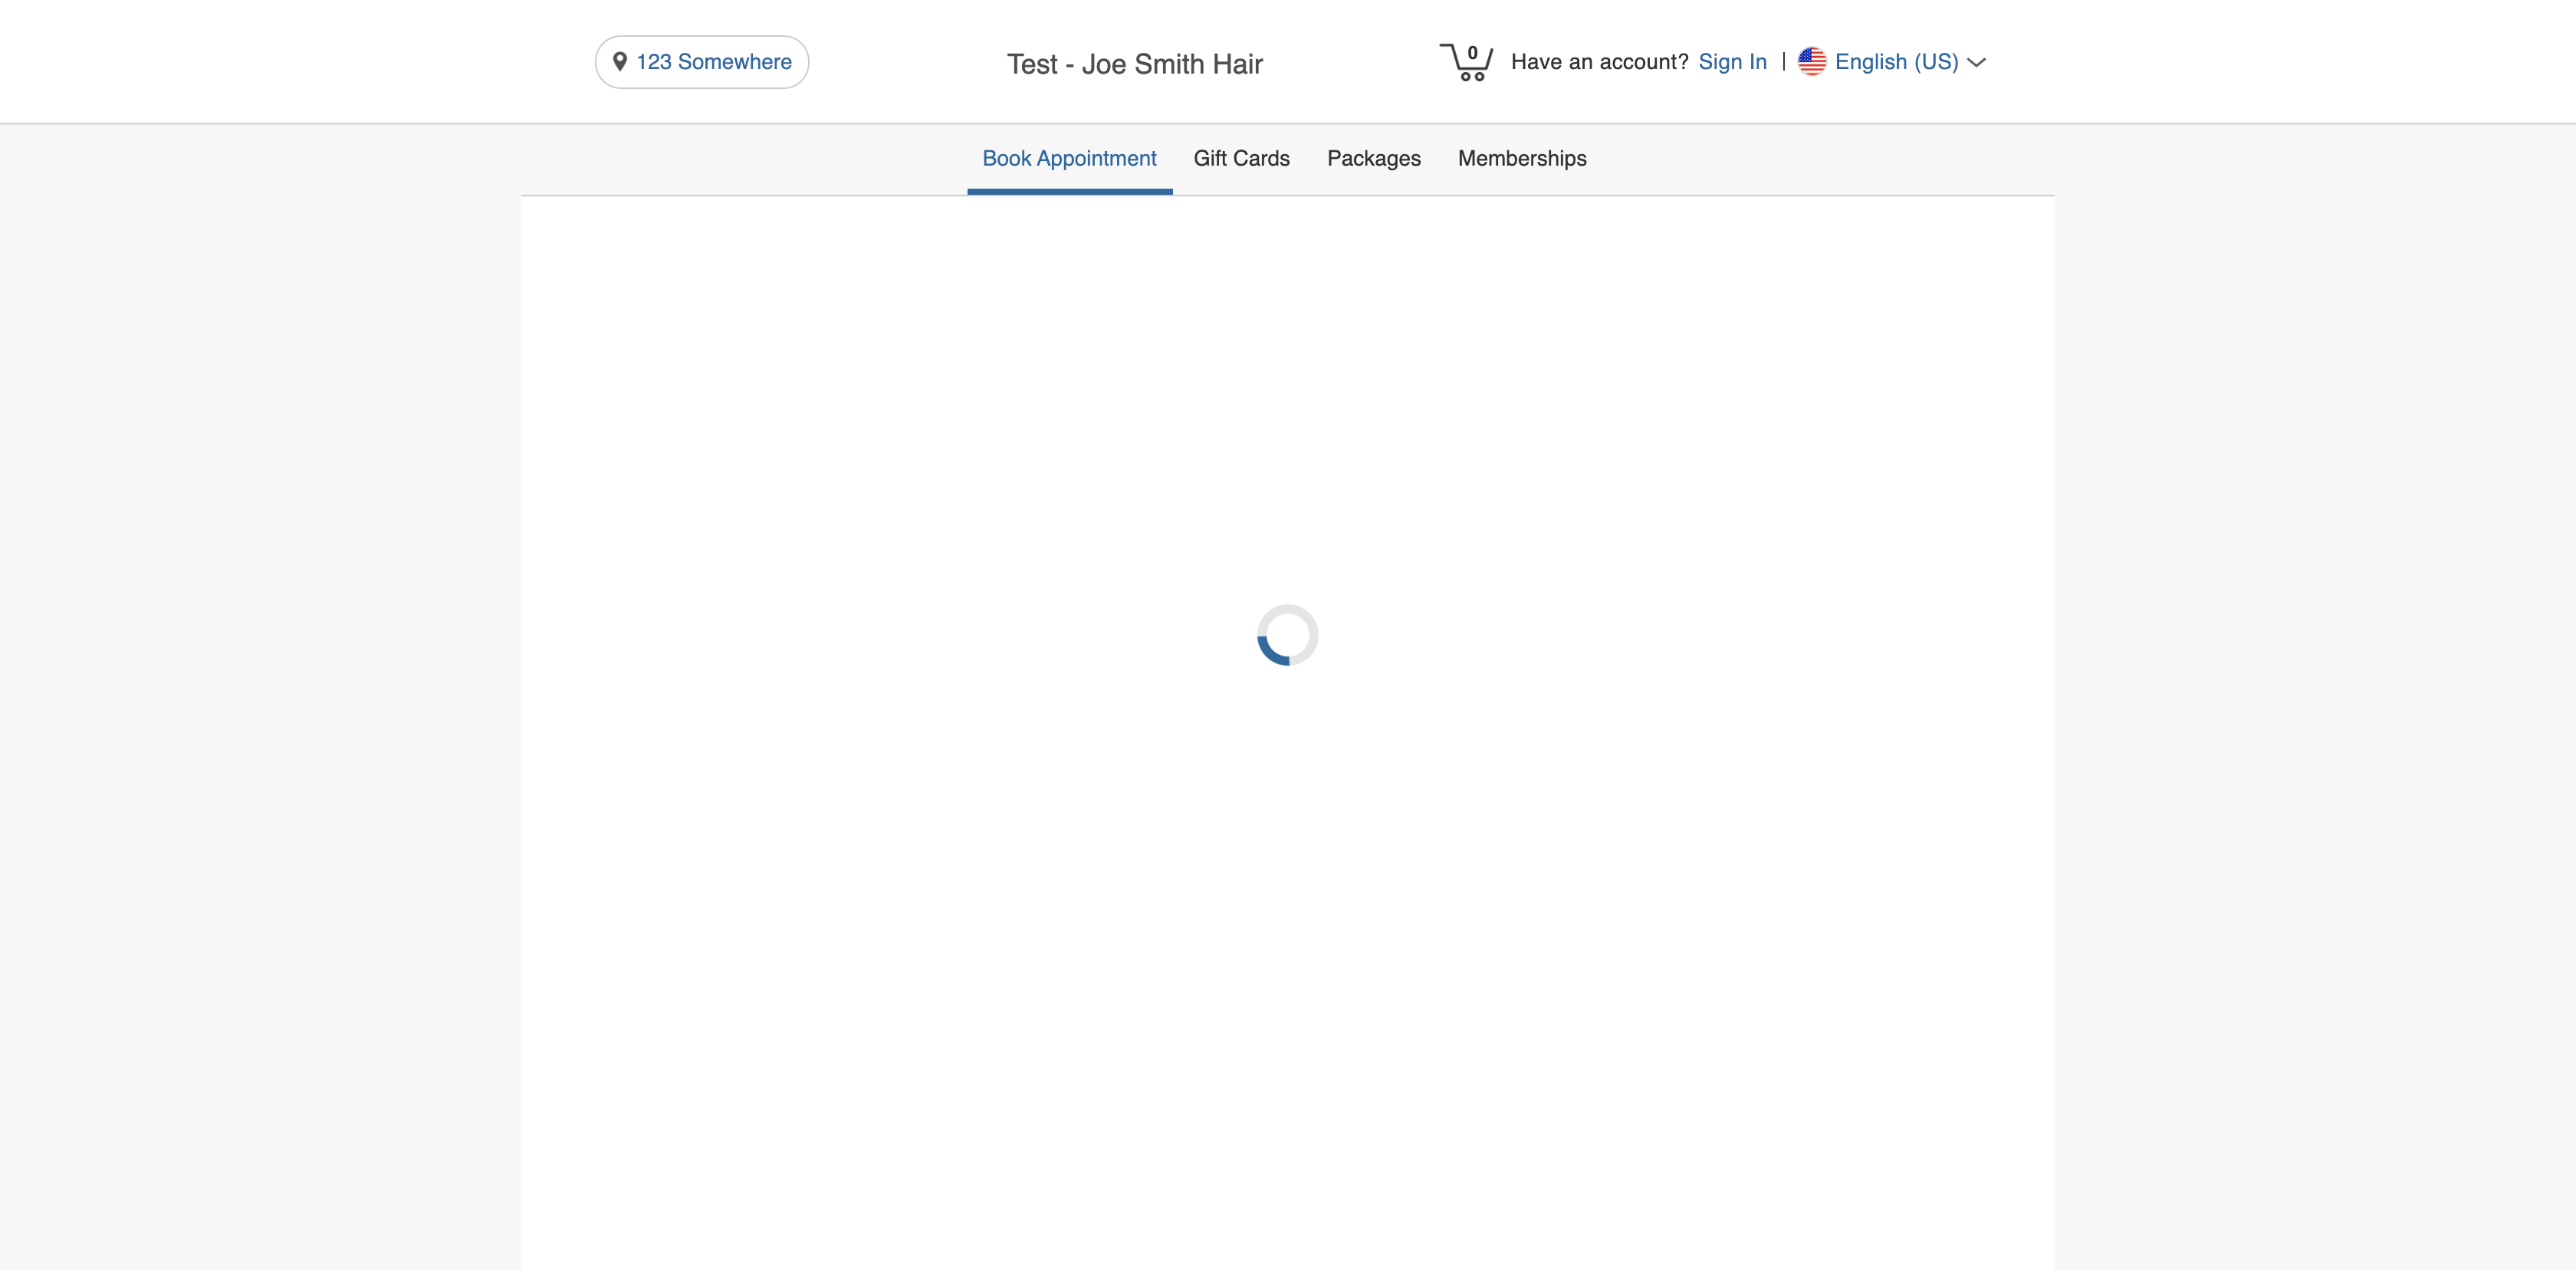 123 Somewhere
Test - Joe Smith Hair
0
Have an account? Sign In | English (US)
Book Appointment Gift Cards Packages Memberships